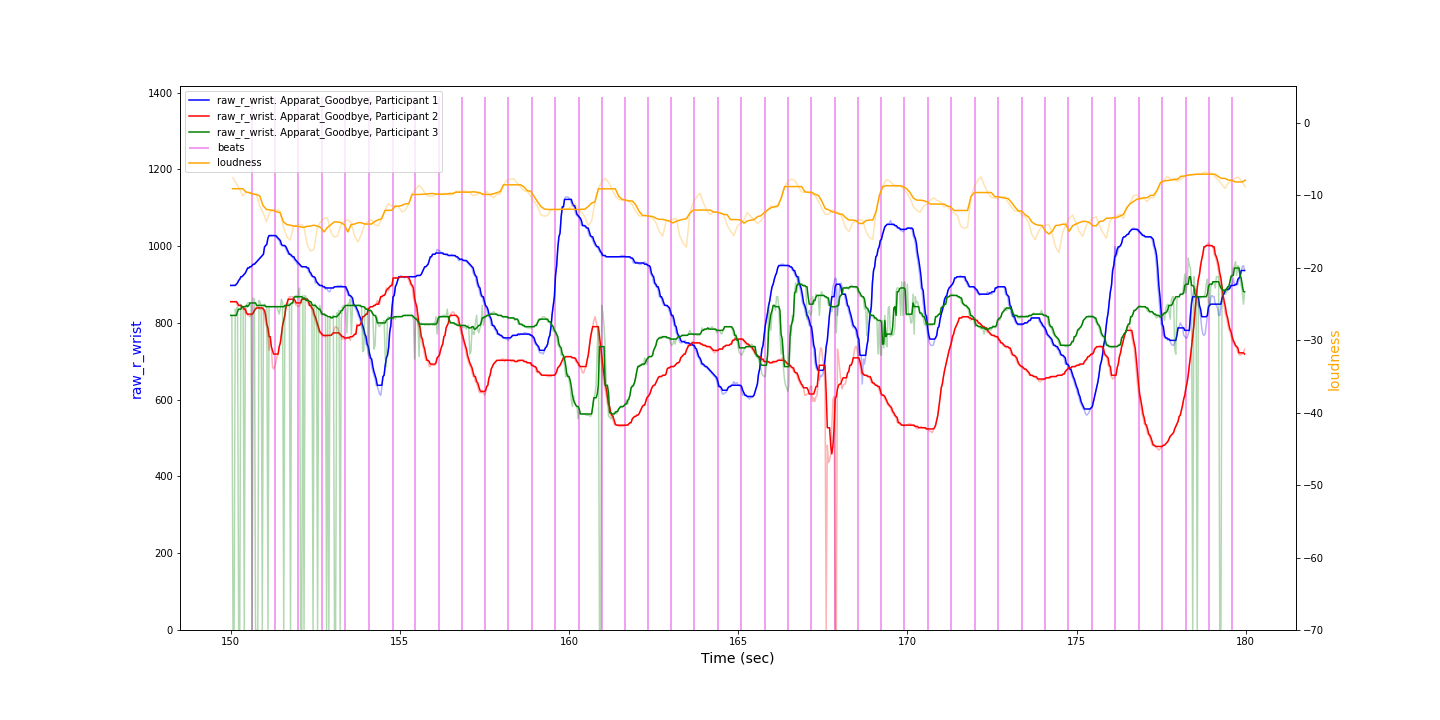 raw_r_wrist. Apparat_Goodbye, Participant 1
raw_r_wrist. Apparat_Goodbye, Participant 2
raw_r_wrist. Apparat_Goodbye, Participant 3
beats
loudness
1400
1200
1000
800
600
400
200
0
raw_r_wrist
0
−10
−20
−30
−40
−50
−60
−70
loudness
150
155
160
165
170
175
180
Time (sec)